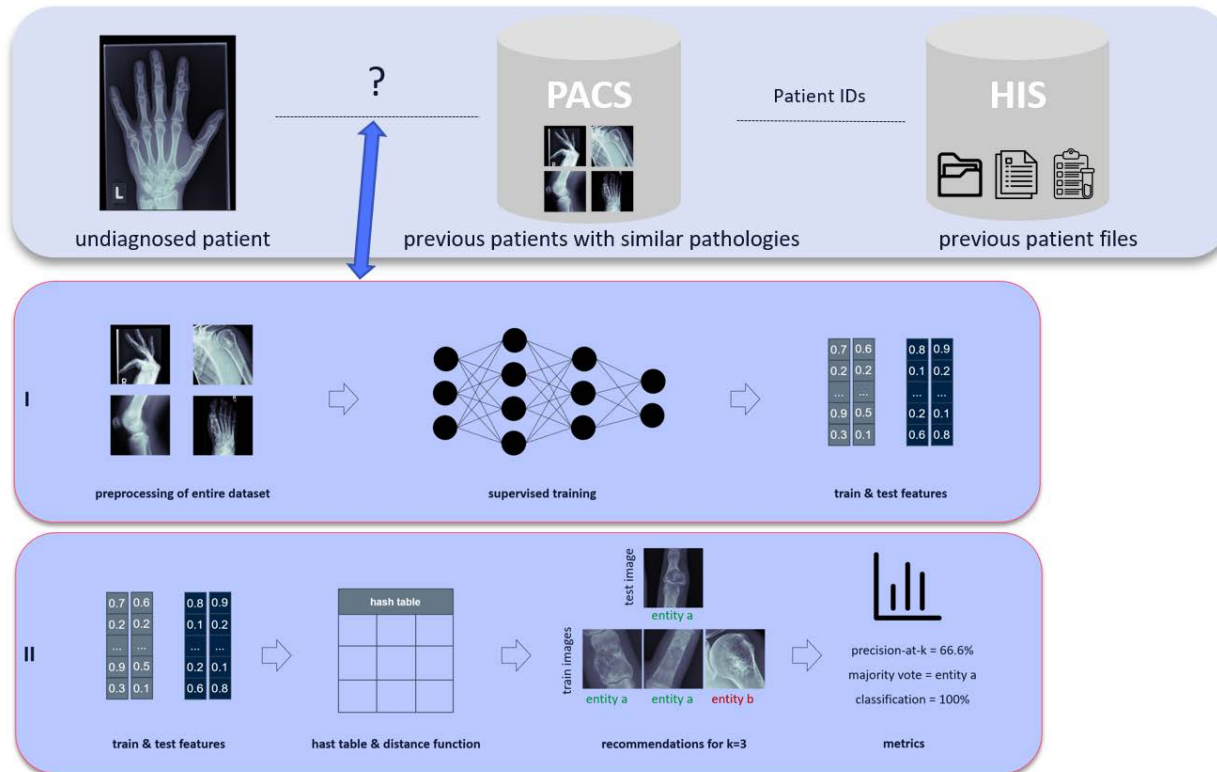 ?
PACS
Patient IDs
HIS
L
undiagnosed patient
previous patients with similar pathologies
previous patient files
I
R
0.7 0.6 0.8 0.9
0.2 0.2 0.1 0.2
... ... ... ...
0.9 0.5 0.2 0.1
0.3 0.1 0.6 0.8
preprocessing of entire dataset
supervised training
train & test features
II
0.7 0.6 0.8 0.9
0.2 0.2 0.1 0.2
... ... ... ...
0.9 0.5 0.2 0.1
0.3 0.1 0.6 0.8
hash table
test image
entity a
train images
entity a entity a entity b
precision-at-k = 66.6%
majority vote = entity a
classification = 100%
train & test features
hast table & distance function
recommendations for k=3
metrics